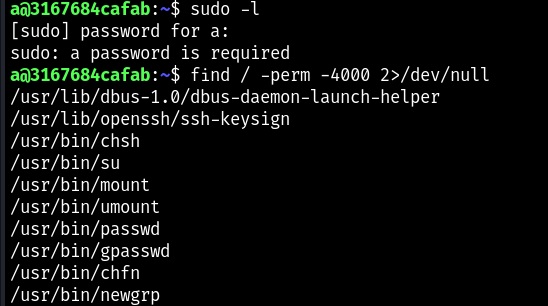 a@3167684cafab:~$ sudo -l
[sudo] password for a:
sudo: a password is required
a@3167684cafab:~$ find / -perm -4000 2>/dev/null
/usr/lib/dbus-1.0/dbus-daemon-launch-helper
/usr/lib/openssh/ssh-keysign
/usr/bin/chsh
/usr/bin/su
/usr/bin/mount
/usr/bin/umount
/usr/bin/passwd
/usr/bin/gpasswd
/usr/bin/chfn
/usr/bin/newgrp